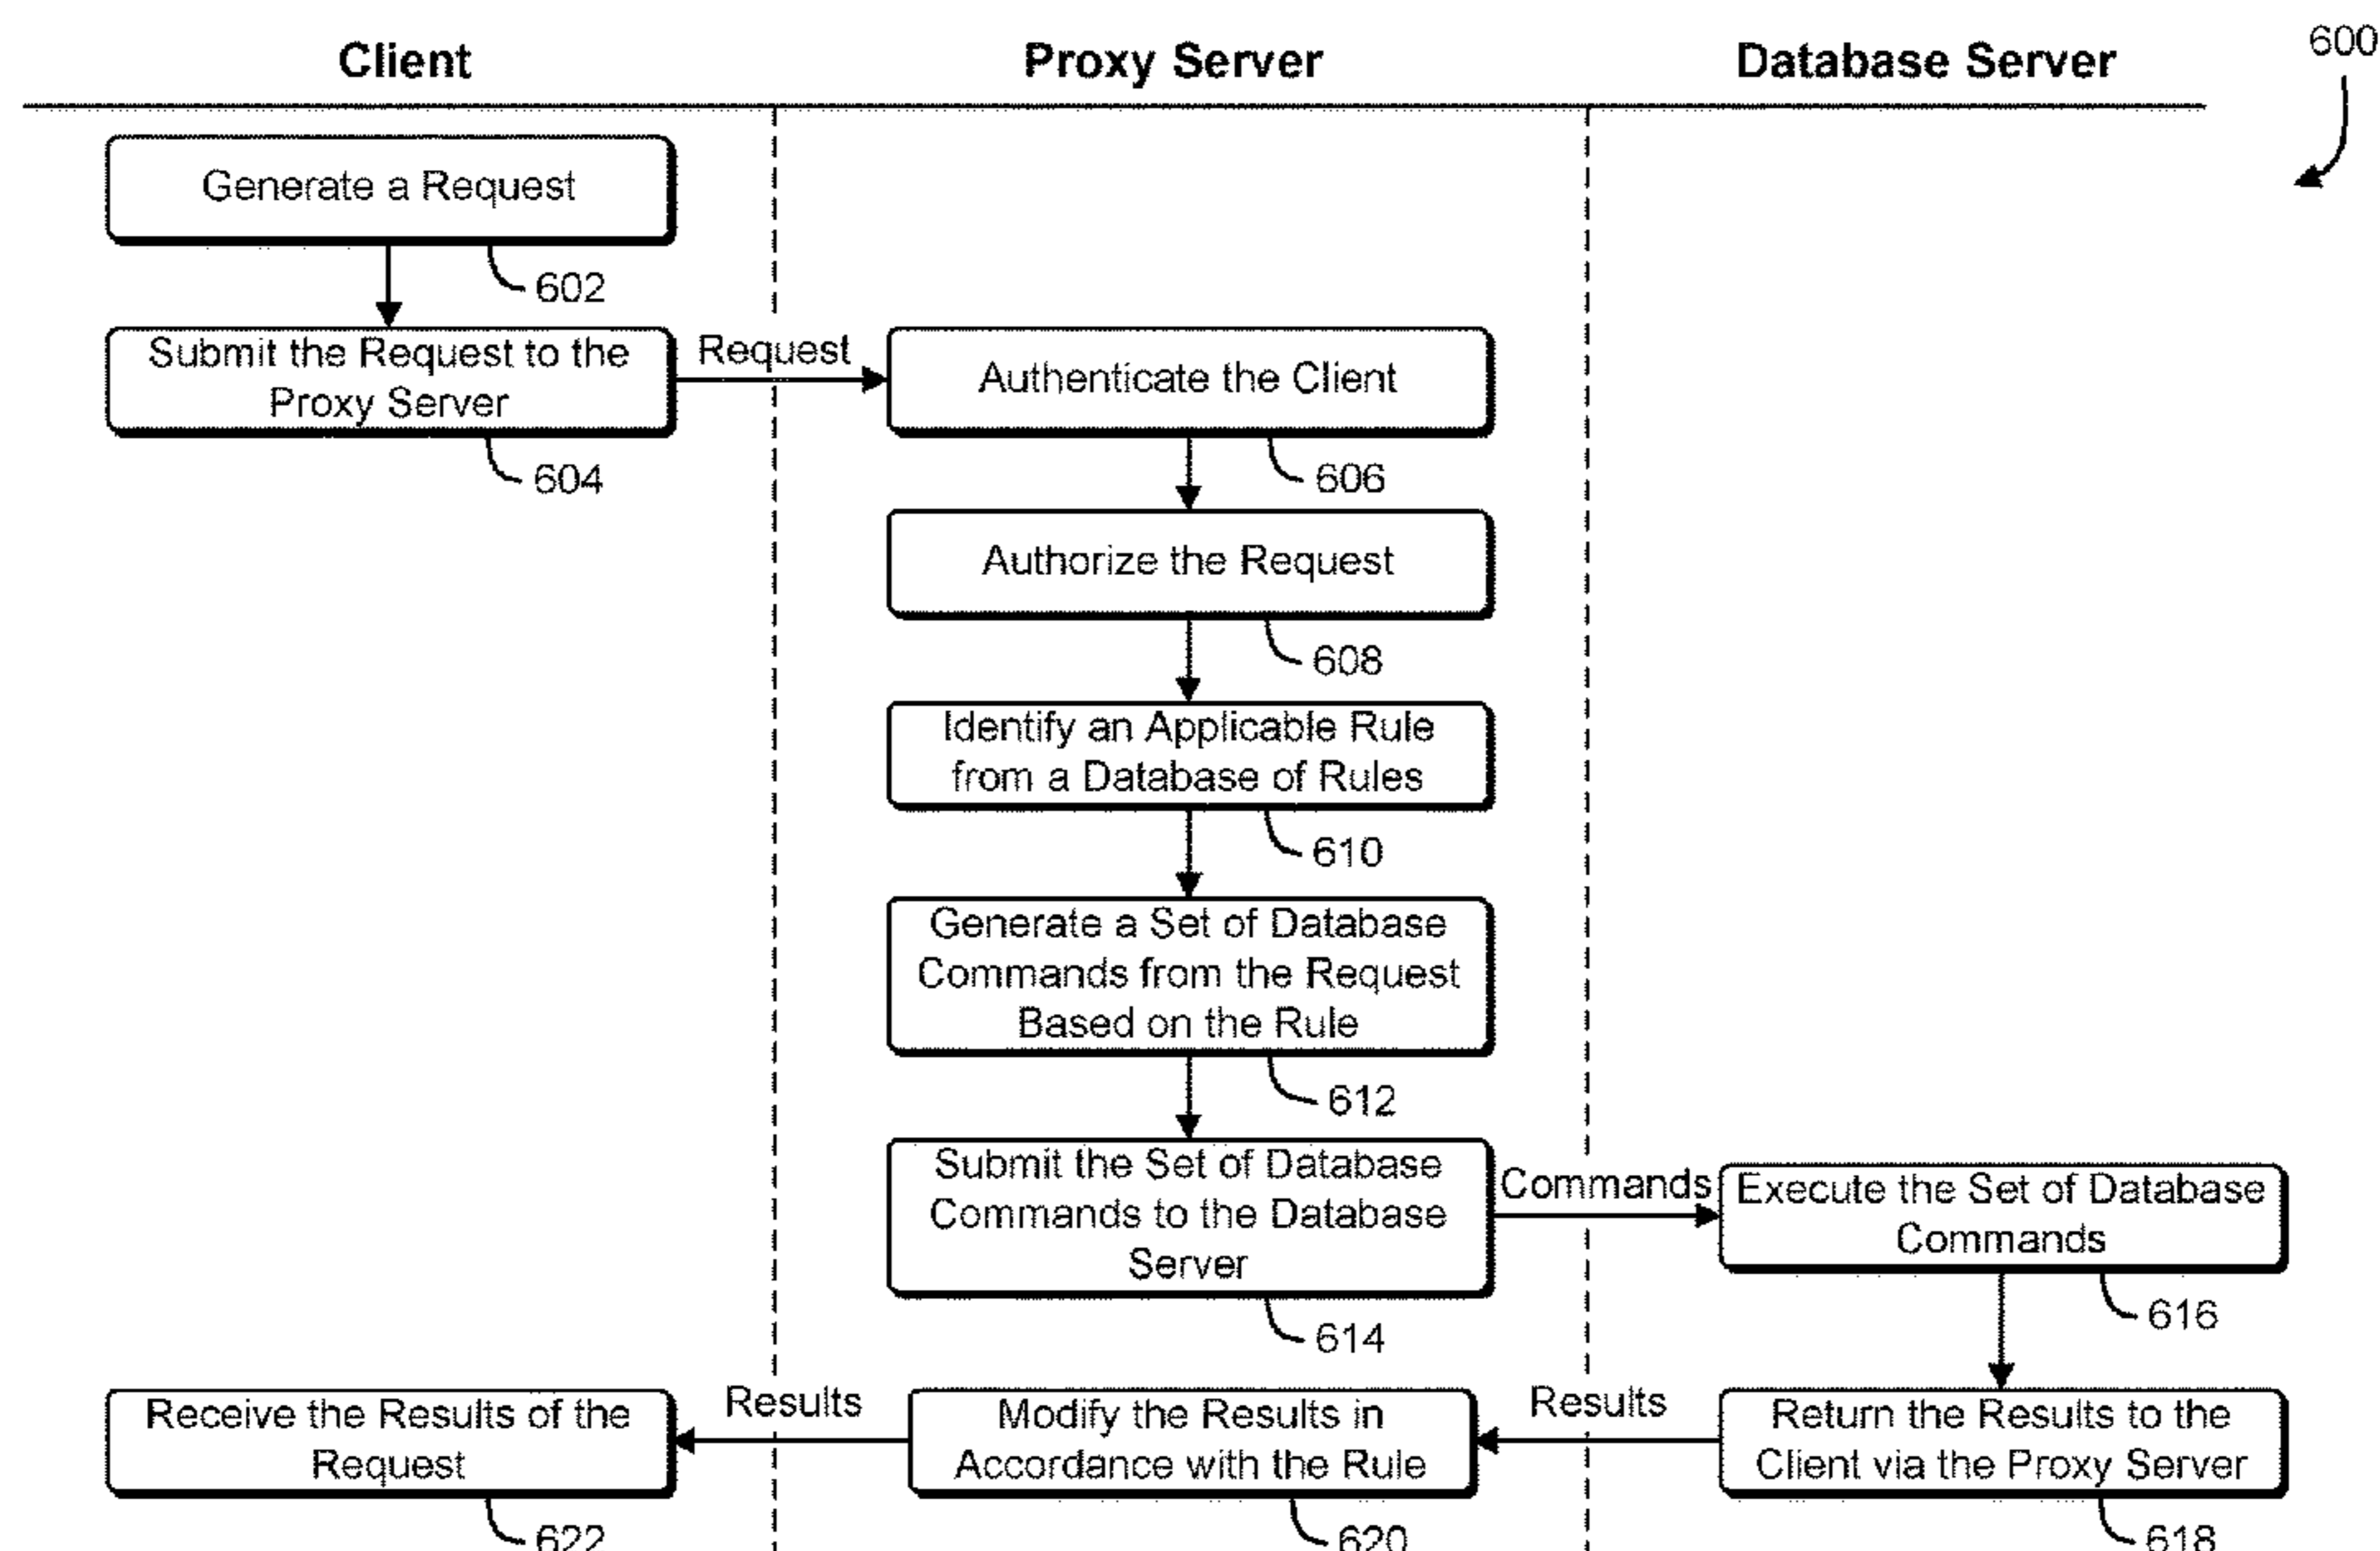 Client
Proxy Server
Database Server
600
Generate a Request
602
Submit the Request to the
Proxy Server
604
Request
Authenticate the Client
606
Authorize the Request
608
Identify an Applicable Rule
from a Database of Rules
610
Generate a Set of Database
Commands from the Request
Based on the Rule
612
Submit the Set of Database
Commands to the Database
Server
614
Commands
Execute the Set of Database
Commands
616
Return the Results to the
Client via the Proxy Server
618
Results
Modify the Results in
Accordance with the Rule
620
Results
Receive the Results of the
Request
622